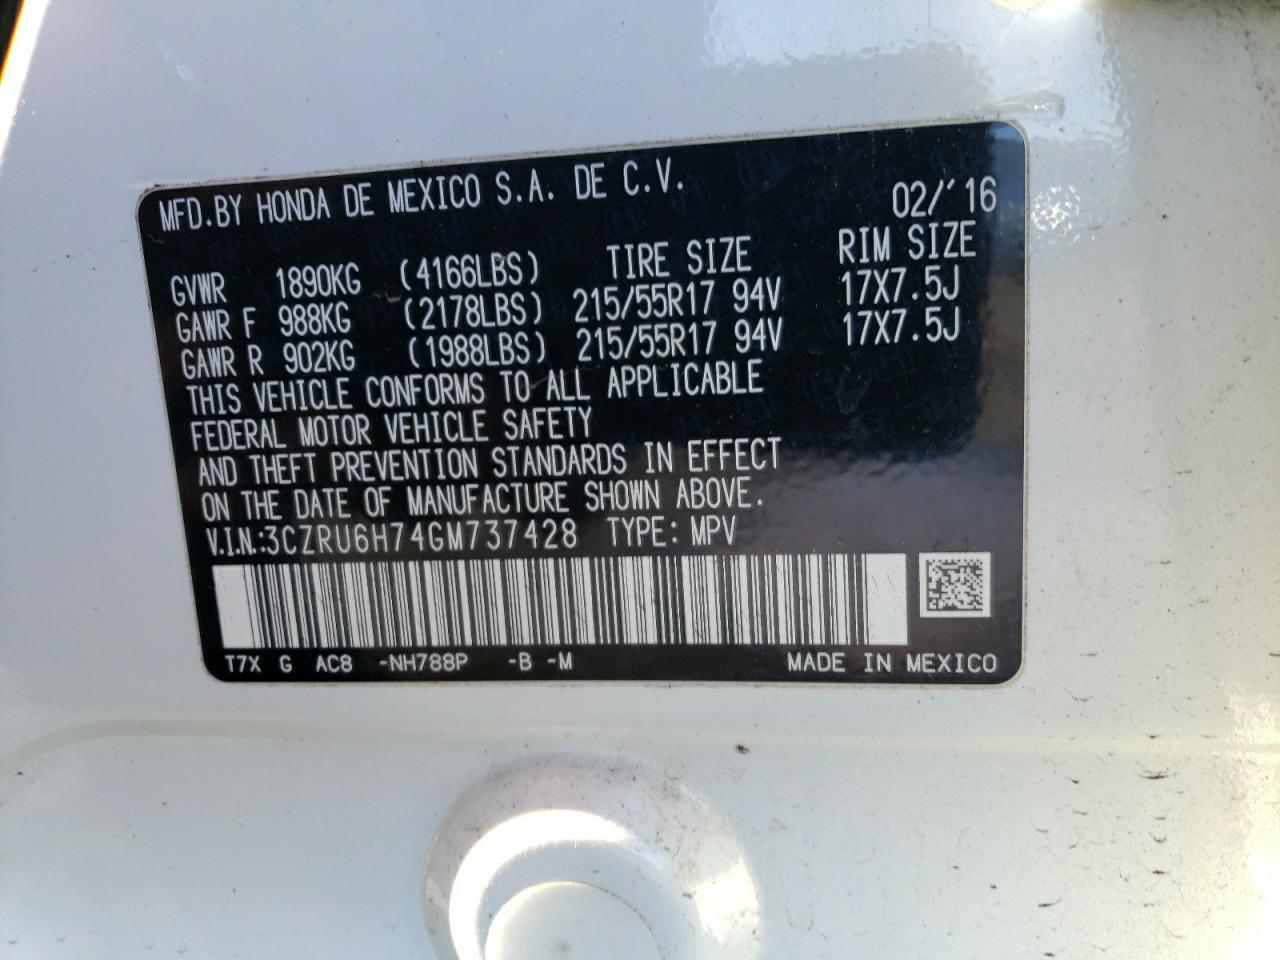 MFD.BY HONDA DE MEXICO S.A. DE C.V.
02/'16
GVWR 1890KG (4166LBS) TIRE SIZE RIM SIZE
GAWR F 988KG (2178LBS) 215/55R17 94V 17X7.5J
GAWR R 902KG (1988LBS) 215/55R17 94V 17X7.5J
THIS VEHICLE CONFORMS TO ALL APPLICABLE
FEDERAL MOTOR VEHICLE SAFETY
AND THEFT PREVENTION STANDARDS IN EFFECT
ON THE DATE OF MANUFACTURE SHOWN ABOVE.
V.I.N.:3CZRU6H74GM737428 TYPE: MPV
T7X G AC8 -NH788P -B -M MADE IN MEXICO